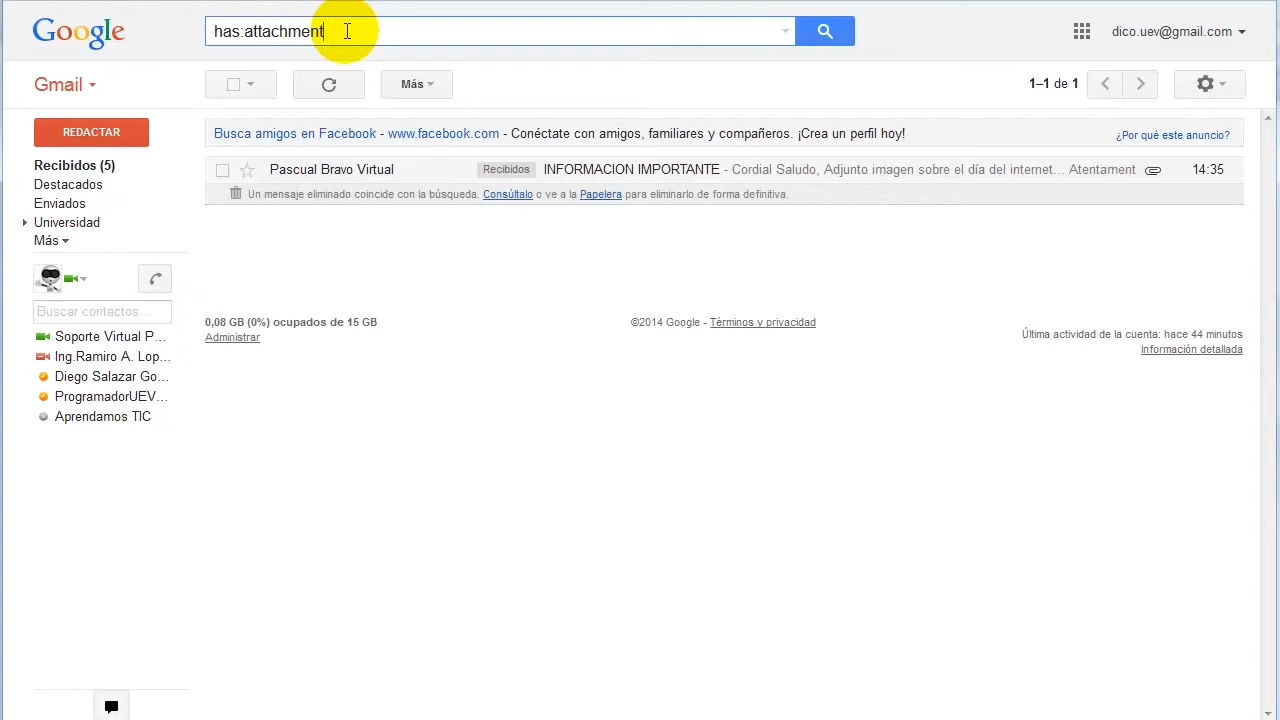 Google
has:attachment
dico.uev@gmail.com
Gmail
Más
1–1 de 1
REDACTAR
Recibidos (5)
Destacados
Enviados
Universidad
Más
Busca amigos en Facebook - www.facebook.com - Conéctate con amigos, familiares y compañeros. ¡Crea un perfil hoy!
¿Por qué este anuncio?
Pascual Bravo Virtual
Recibidos
INFORMACION IMPORTANTE - Cordial Saludo, Adjunto imagen sobre el día del internet... Atentament
14:35
Un mensaje eliminado coincide con la búsqueda. Consúltalo o ve a la Papelera para eliminarlo de forma definitiva.
Buscar contactos...
Soporte Virtual P...
Ing.Ramiro A. Lop...
Diego Salazar Go...
ProgramadorUEV...
Aprendamos TIC
0,08 GB (0%) ocupados de 15 GB
Administrar
©2014 Google - Términos y privacidad
Última actividad de la cuenta: hace 44 minutos
Información detallada